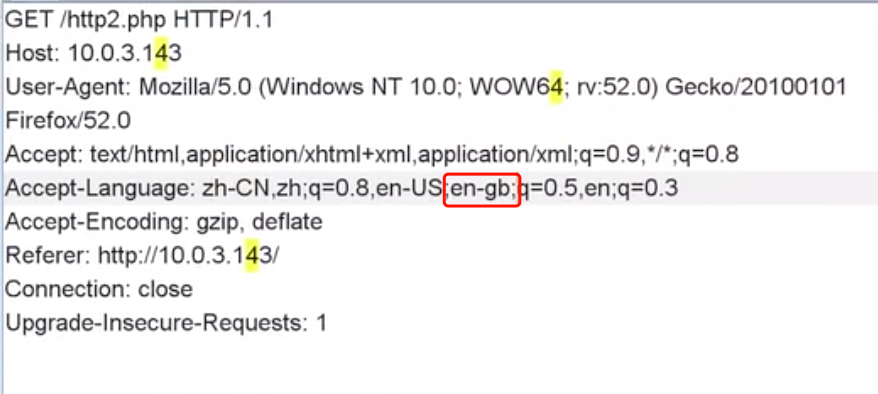 GET /http2.php HTTP/1.1
Host: 10.0.3.143
User-Agent: Mozilla/5.0 (Windows NT 10.0; WOW64; rv:52.0) Gecko/20100101
Firefox/52.0
Accept: text/html,application/xhtml+xml,application/xml;q=0.9,*/*;q=0.8
Accept-Language: zh-CN,zh;q=0.8,en-US;en-gb;q=0.5,en;q=0.3
Accept-Encoding: gzip, deflate
Referer: http://10.0.3.143/
Connection: close
Upgrade-Insecure-Requests: 1